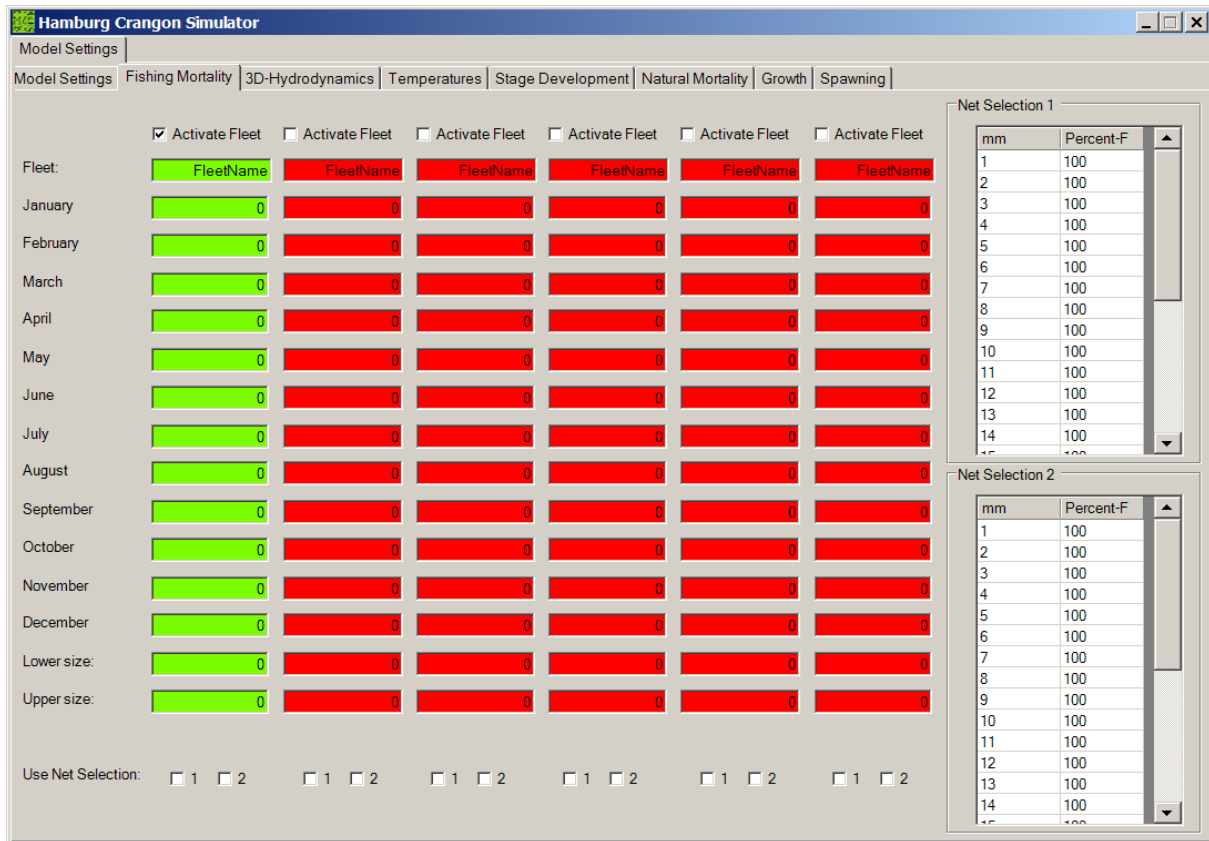 Hamburg Crangon Simulator
Model Settings
Model Settings Fishing Mortality 3D-Hydrodynamics Temperatures Stage Development Natural Mortality Growth Spawning
Activate Fleet Activate Fleet Activate Fleet Activate Fleet Activate Fleet Activate Fleet
Fleet: FleetName FleetName FleetName FleetName FleetName FleetName
January 0 0 0 0 0 0
February 0 0 0 0 0 0
March 0 0 0 0 0 0
April 0 0 0 0 0 0
May 0 0 0 0 0 0
June 0 0 0 0 0 0
July 0 0 0 0 0 0
August 0 0 0 0 0 0
September 0 0 0 0 0 0
October 0 0 0 0 0 0
November 0 0 0 0 0 0
December 0 0 0 0 0 0
Lower size: 0 0 0 0 0 0
Upper size: 0 0 0 0 0 0
Use Net Selection: 1 2 1 2 1 2 1 2 1 2 1 2
Net Selection 1
mm Percent-F
1 100
2 100
3 100
4 100
5 100
6 100
7 100
8 100
9 100
10 100
11 100
12 100
13 100
14 100
15 100
Net Selection 2
mm Percent-F
1 100
2 100
3 100
4 100
5 100
6 100
7 100
8 100
9 100
10 100
11 100
12 100
13 100
14 100
15 100